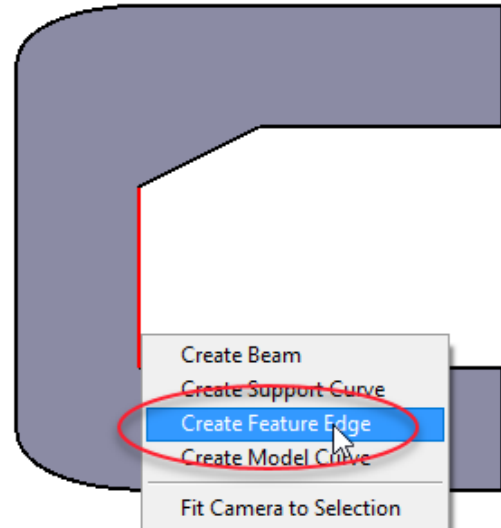 Create Beam
Create Support Curve
Create Feature Edge
Create Model Curve
Fit Camera to Selection